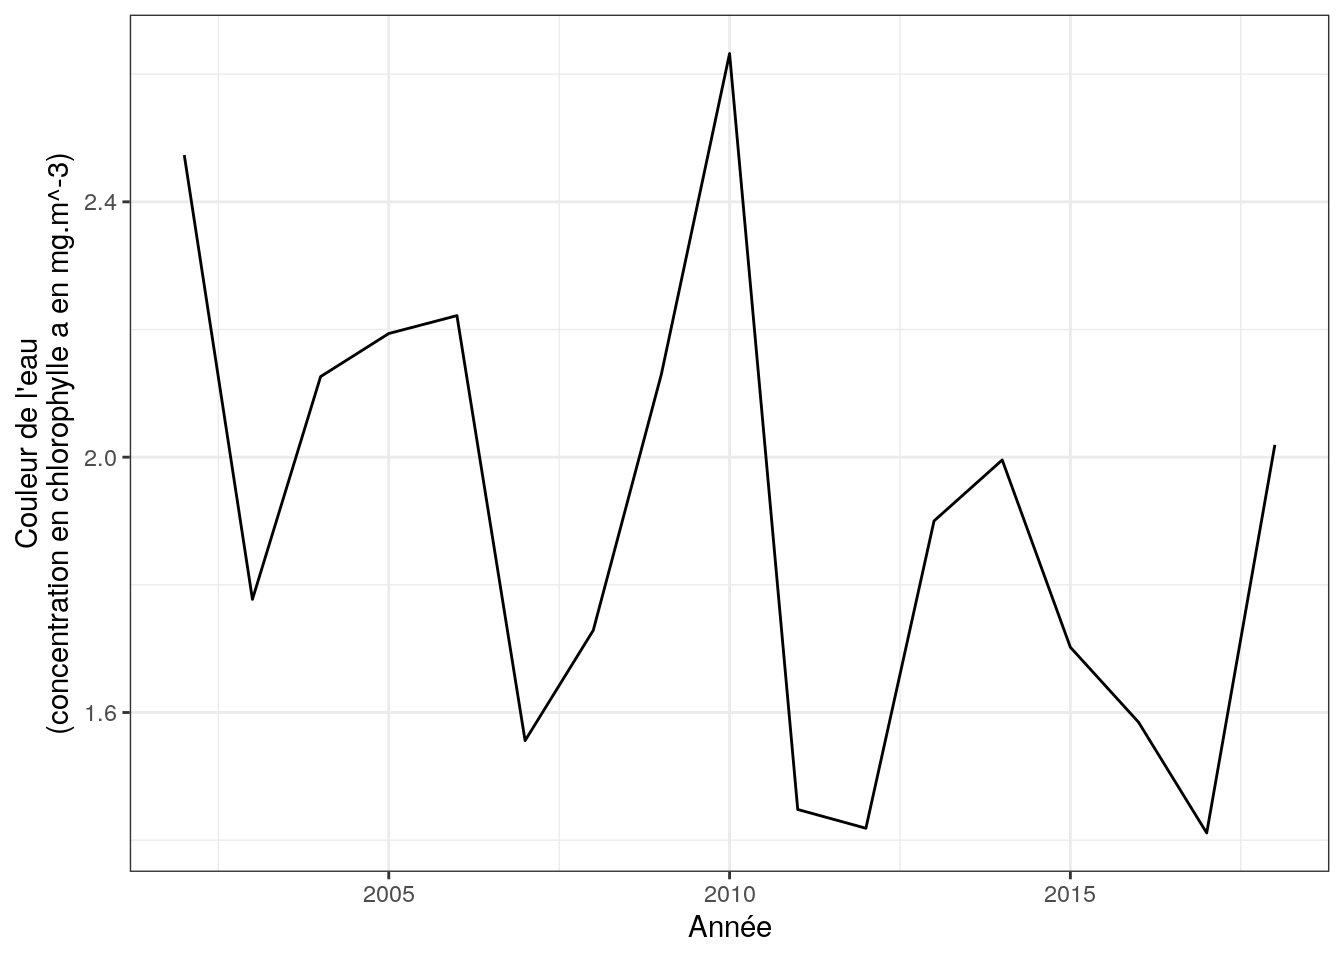 Couleur de l'eau
(concentration en chlorophylle a en mg.m^-3)
2.4
2.0
1.6
2005
2010
2015
Année